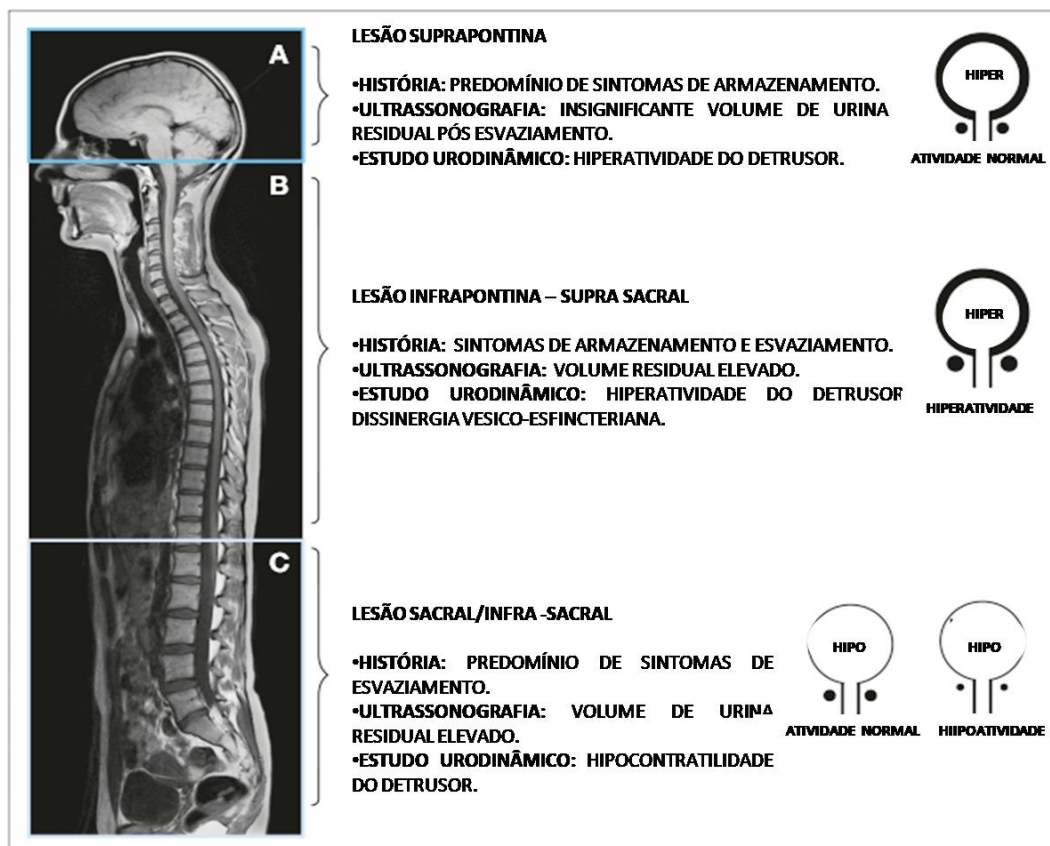 A
LESÃO SUPRAPONTINA
•HISTÓRIA: PREDOMÍNIO DE SINTOMAS DE ARMAZENAMENTO.
•ULTRASSONOGRAFIA: INSIGNIFICANTE VOLUME DE URINA
RESIDUAL PÓS ESVAZIAMENTO.
•ESTUDO URODINÂMICO: HIPERATIVIDADE DO DETRUSOR.
HIPER
ATIVIDADE NORMAL
B
LESÃO INFRAPONTINA – SUPRA SACRAL
•HISTÓRIA: SINTOMAS DE ARMAZENAMENTO E ESVAZIAMENTO.
•ULTRASSONOGRAFIA: VOLUME RESIDUAL ELEVADO.
•ESTUDO URODINÂMICO: HIPERATIVIDADE DO DETRUSOR
DISSINERGIA VESICO-ESFINCTERIANA.
HIPER
HIPERATIVIDADE
C
LESÃO SACRAL/INFRA -SACRAL
•HISTÓRIA: PREDOMÍNIO DE SINTOMAS DE
ESVAZIAMENTO.
•ULTRASSONOGRAFIA: VOLUME DE URINA
RESIDUAL ELEVADO.
•ESTUDO URODINÂMICO: HIPOCONTRATILIDADE
DO DETRUSOR.
HIPO
ATIVIDADE NORMAL
HIPO
HIIPOATIVIDADE